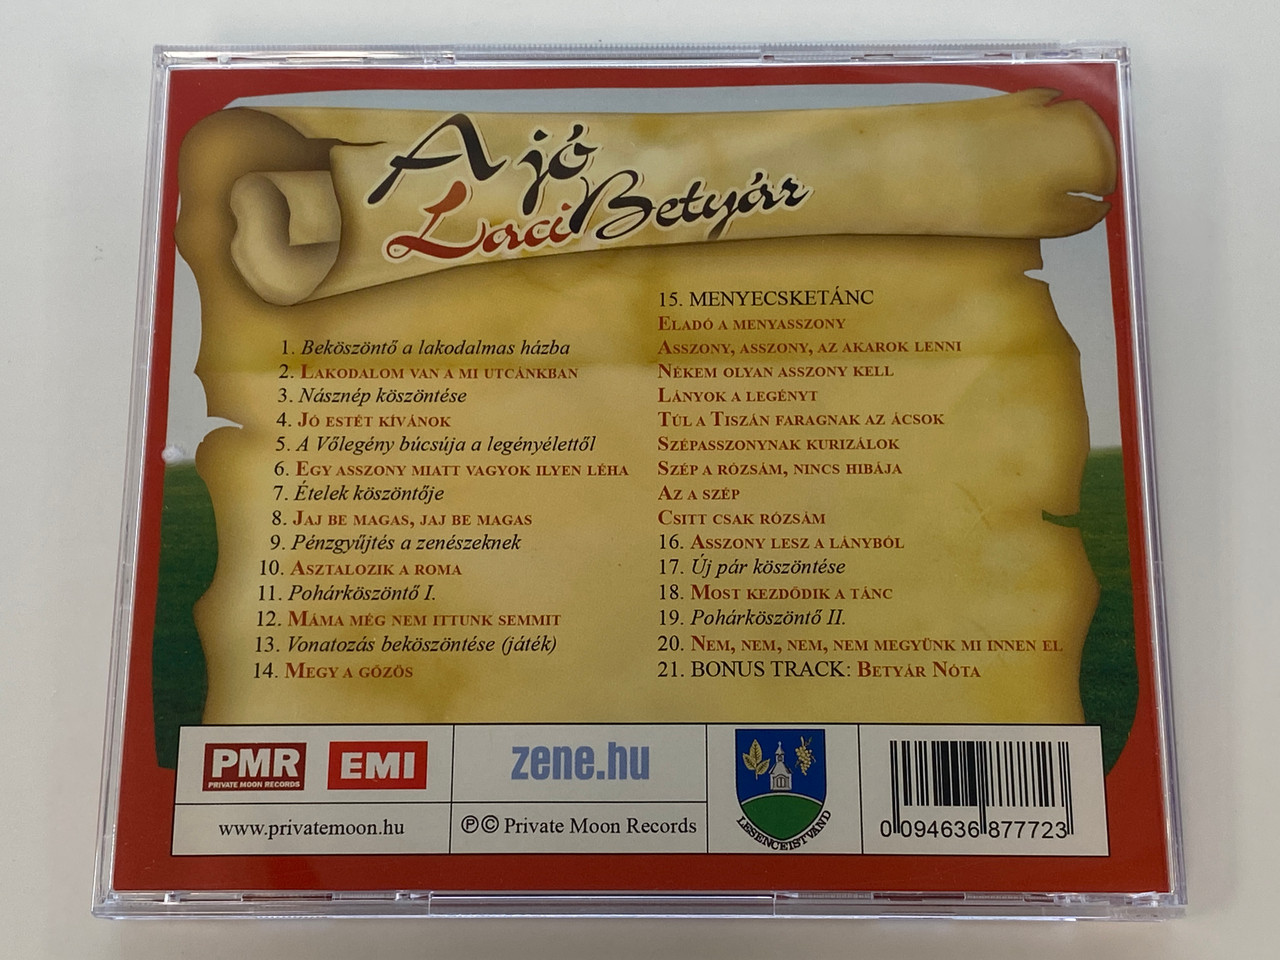 A jó
Laci Betyár
1. Beköszöntő a lakodalmas házba
2. LAKODALOM VAN A MI UTCÁNKBAN
3. Násznép köszöntése
4. JÓ ESTÉT KÍVÁNOK
5. A Vőlegény búcsúja a legényélettől
6. EGY ASSZONY MIATT VAGYOK ILYEN LÉHA
7. Ételek köszöntője
8. JAJ BE MAGAS, JAJ BE MAGAS
9. Pénzgyűjtés a zenészeknek
10. ASZTALOZIK A ROMA
11. Pohárköszöntő I.
12. MÁMA MÉG NEM ITTUNK SEMMIT
13. Vonatozás beköszöntése (játék)
14. MEGY A GŐZÖS
15. MENYECSKETÁNC
ELADÓ A MENYASSZONY
ASSZONY, ASSZONY, AZ AKAROK LENNI
NÉKEM OLYAN ASSZONY KELL
LÁNYOK A LEGÉNYT
TÚL A TISZÁN FARAGNAK AZ ÁCSOK
SZÉPASSZONYNAK KURIZÁLOK
SZÉP A RÓZSÁM, NINCS HIBÁJA
AZ A SZÉP
CSITT CSAK RÓZSÁM
16. ASSZONY LESZ A LÁNYBÓL
17. Új pár köszöntése
18. MOST KEZDŐDIK A TÁNC
19. Pohárköszöntő II.
20. NEM, NEM, NEM, NEM MEGYÜNK MI INNEN EL
21. BONUS TRACK: BETYÁR NÓTA
PMR
PRIVATE MOON RECORDS
EMI
zene.hu
www.privatemoon.hu
℗© Private Moon Records
LESENCEISTVÁND
0 094636 877723